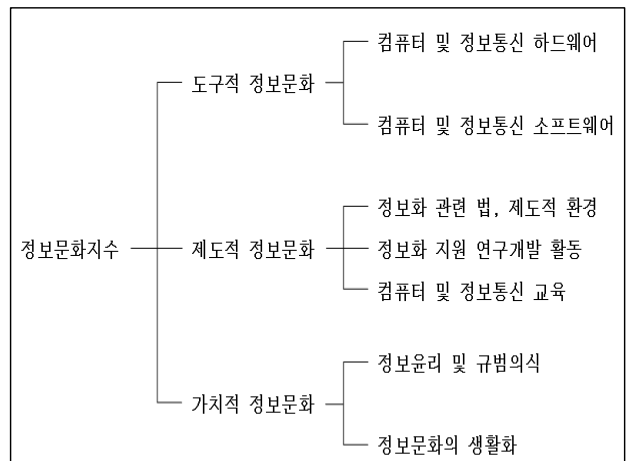 컴퓨터 및 정보통신 하드웨어
도구적 정보문화
컴퓨터 및 정보통신 소프트웨어
정보화 관련 법, 제도적 환경
정보문화지수
제도적 정보문화
정보화 지원 연구개발 활동
컴퓨터 및 정보통신 교육
정보윤리 및 규범의식
가치적 정보문화
정보문화의 생활화